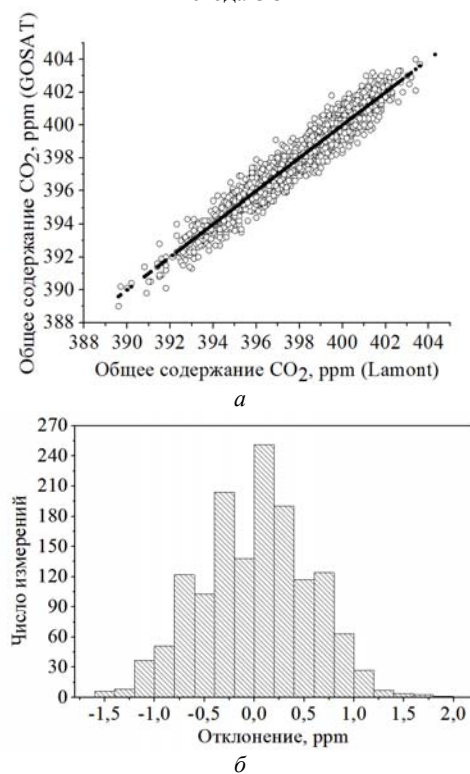 404
402
400
398
396
394
392
390
388
Общее содержание CO2, ppm (GOSAT)
388 390 392 394 396 398 400 402 404
Общее содержание CO2, ppm (Lamont)
а
270
240
210
180
150
120
90
60
30
0
Число измерений
-1,5 -1,0 -0,5 0,0 0,5 1,0 1,5 2,0
Отклонение, ppm
б